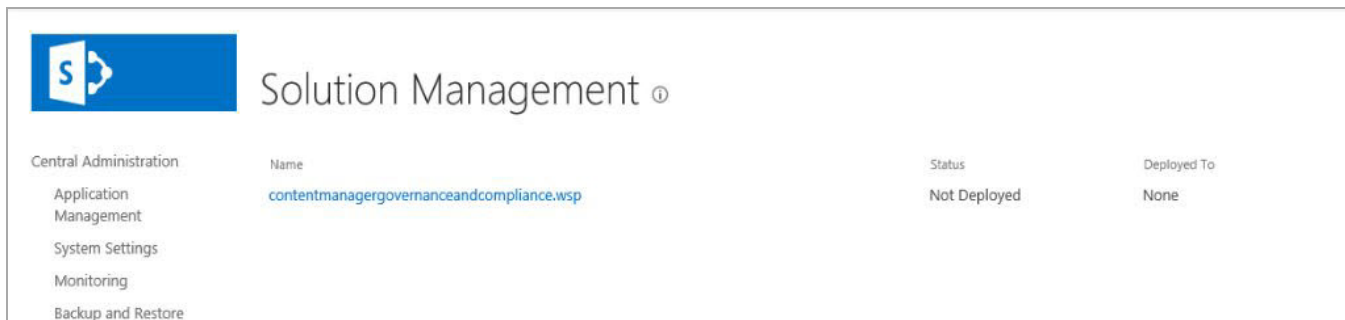 S
Solution Management
Central Administration
Name
Status
Deployed To
Application
Management
contentmanagergovernanceandcompliance.wsp
Not Deployed
None
System Settings
Monitoring
Backup and Restore